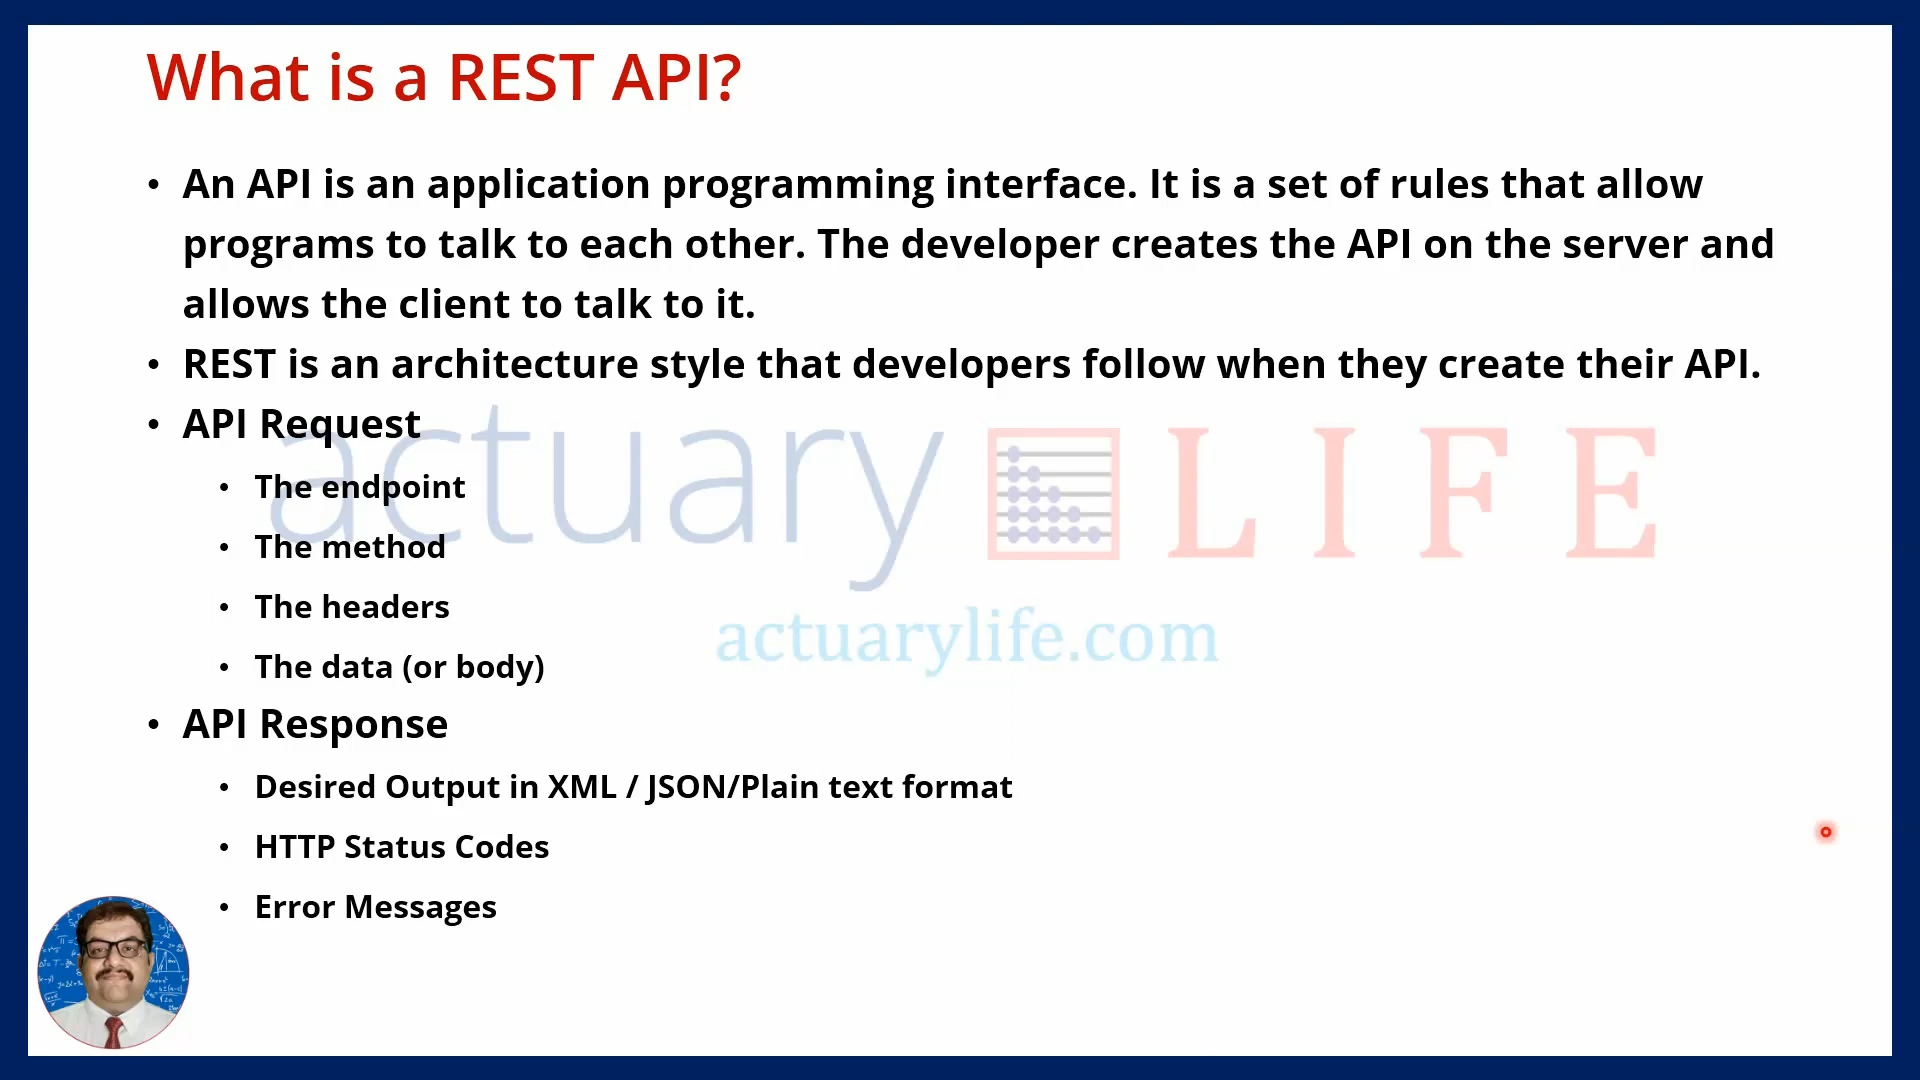 What is a REST API?
• An API is an application programming interface. It is a set of rules that allow
programs to talk to each other. The developer creates the API on the server and
allows the client to talk to it.
• REST is an architecture style that developers follow when they create their API.
• API Request
actuary LIFE
• The endpoint
• The method
• The headers
actuarylife.com
• The data (or body)
• API Response
• Desired Output in XML / JSON/Plain text format
• HTTP Status Codes
• Error Messages